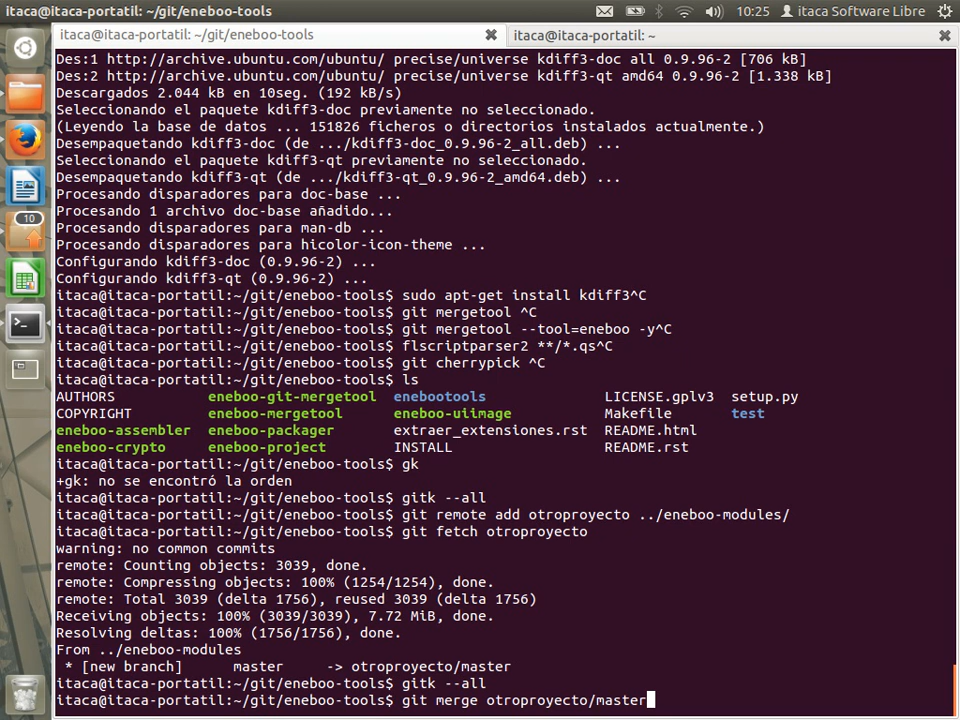 itaca@itaca-portatil: ~/git/eneboo-tools
10:25
itaca Software Libre
itaca@itaca-portatil: ~/git/eneboo-tools
itaca@itaca-portatil: ~
10
Des:1 http://archive.ubuntu.com/ubuntu/ precise/universe kdiff3-doc all 0.9.96-2 [706 kB]
Des:2 http://archive.ubuntu.com/ubuntu/ precise/universe kdiff3-qt amd64 0.9.96-2 [1.338 kB]
Descargados 2.044 kB en 10seg. (192 kB/s)
Seleccionando el paquete kdiff3-doc previamente no seleccionado.
(Leyendo la base de datos ... 151826 ficheros o directorios instalados actualmente.)
Desempaquetando kdiff3-doc (de .../kdiff3-doc_0.9.96-2_all.deb) ...
Seleccionando el paquete kdiff3-qt previamente no seleccionado.
Desempaquetando kdiff3-qt (de .../kdiff3-qt_0.9.96-2_amd64.deb) ...
Procesando disparadores para doc-base ...
Procesando 1 archivo doc-base añadido...
Procesando disparadores para man-db ...
Procesando disparadores para hicolor-icon-theme ...
Configurando kdiff3-doc (0.9.96-2) ...
Configurando kdiff3-qt (0.9.96-2) ...
itaca@itaca-portatil:~/git/eneboo-tools$ sudo apt-get install kdiff3^C
itaca@itaca-portatil:~/git/eneboo-tools$ git mergetool ^C
itaca@itaca-portatil:~/git/eneboo-tools$ git mergetool --tool=eneboo -y^C
itaca@itaca-portatil:~/git/eneboo-tools$ flscriptparser2 **/*.qs^C
itaca@itaca-portatil:~/git/eneboo-tools$ git cherrypick ^C
itaca@itaca-portatil:~/git/eneboo-tools$ ls
AUTHORS eneboo-git-mergetool enebootools LICENSE.gplv3 setup.py
COPYRIGHT eneboo-mergetool eneboo-uiimage Makefile test
eneboo-assembler eneboo-packager extraer_extensiones.rst README.html
eneboo-crypto eneboo-project INSTALL README.rst
itaca@itaca-portatil:~/git/eneboo-tools$ gk
+gk: no se encontró la orden
itaca@itaca-portatil:~/git/eneboo-tools$ gitk --all
itaca@itaca-portatil:~/git/eneboo-tools$ git remote add otroproyecto ../eneboo-modules/
itaca@itaca-portatil:~/git/eneboo-tools$ git fetch otroproyecto
warning: no common commits
remote: Counting objects: 3039, done.
remote: Compressing objects: 100% (1254/1254), done.
remote: Total 3039 (delta 1756), reused 3039 (delta 1756)
Receiving objects: 100% (3039/3039), 7.72 MiB, done.
Resolving deltas: 100% (1756/1756), done.
From ../eneboo-modules
* [new branch] master -> otroproyecto/master
itaca@itaca-portatil:~/git/eneboo-tools$ gitk --all
itaca@itaca-portatil:~/git/eneboo-tools$ git merge otroproyecto/master